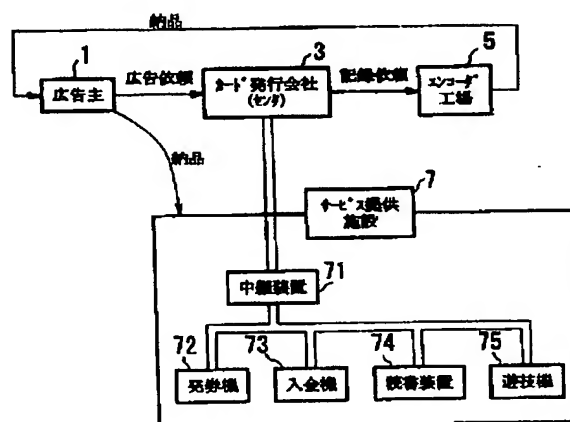 納品
1
3
5
広告主
広告依頼
カード発行会社
(センタ)
記録依頼
エンコーダ
工場
納品
7
サービス提供
施設
中継装置
71
72
73
74
75
発券機
入金機
読書装置
遊技機